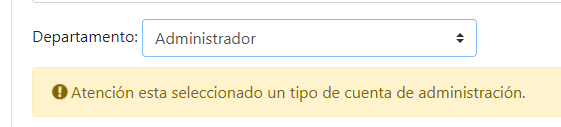 Departamento: Administrador
Atención esta seleccionado un tipo de cuenta de administración.